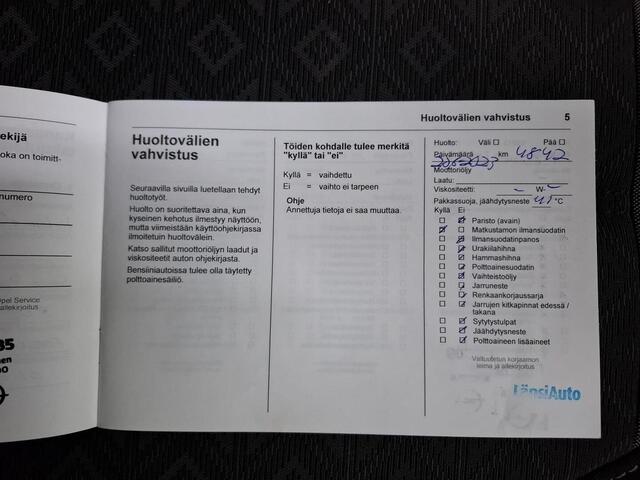 ekijä
oka on toimitt-
numero
Opel Service
allekirjoitus
Huoltovälien vahvistus 5
Huoltovälien
vahvistus
Seuraavilla sivuilla luetellaan tehdyt
huoltotyöt.
Huolto on suoritettava aina, kun
kyseinen kehotus ilmestyy näyttöön,
mutta viimeistään käyttöohjekirjassa
ilmoitetuin huoltovälein.
Katso sallitut moottoriöljyn laadut ja
viskositeetit auton ohjekirjasta.
Bensiiniautoissa tulee olla täytetty
polttoainesäiliö.
Töiden kohdalle tulee merkitä
"kyllä" tai "ei"
Kyllä = vaihdettu
Ei = vaihto ei tarpeen
Ohje
Annettuja tietoja ei saa muuttaa.
Huolto: Väli Pää
Päivämäärä km 4842
Moottoriöljy
Laatu:
Viskositeetti: – W–
Pakkassuoja, jäähdytysneste °C
Kyllä Ei
Paristo (avain)
Matkustamon ilmansuodatin
Ilmansuodatinpanos
Urakiilahihna
Hammashihna
Polttoainesuodatin
Vaihteistoöljy
Jarruneste
Renkaankorjaussarja
Jarrujen kitkapinnat edessä /
takana
Sytytystulpat
Jäähdytysneste
Polttoaineen lisäaineet
Valtuutetun korjaamon
leima ja allekirjoitus
LänsiAuto